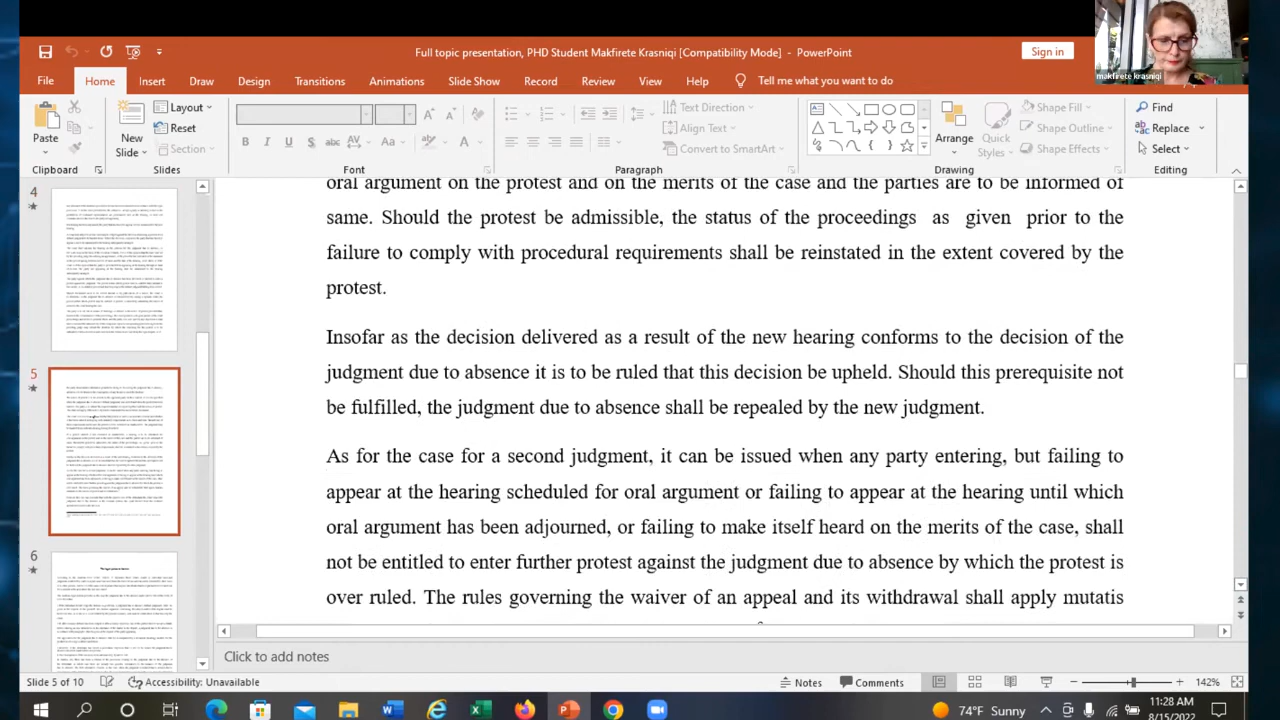 makfirete krasniqi
Full topic presentation, PHD Student Makfirete Krasniqi [Compatibility Mode] - PowerPoint
Sign in
File Home Insert Draw Design Transitions Animations Slide Show Record Review View Help Tell me what you want to do
Paste
Clipboard
New
Slide
Layout
Reset
Section
Slides
B I U S abc AV Aa
Font
Text Direction
Align Text
Convert to SmartArt
Paragraph
Arrange
Quick
Styles
Shape Fill
Shape Outline
Shape Effects
Drawing
Find
Replace
Select
Editing
4
5
6
oral argument on the protest and on the merits of the case and the parties are to be informed of
same. Should the protest be admissible, the status of the proceedings existing prior to the
failure to comply with procedural requirements shall be restored in the extent covered by the
protest.
Insofar as the decision delivered as a result of the new hearing conforms to the decision of the
judgment due to absence it is to be ruled that this decision be upheld. Should this prerequisite not
be fulfilled, the judgment due to absence shall be repealed by the new judgment.
As for the case for a second judgment, it can be issued when any party entering, but failing to
appear at the hearing scheduled for oral argument or failing to appear at the hearing until which
oral argument has been adjourned, or failing to make itself heard on the merits of the case, shall
not be entitled to enter further protest against the judgment due to absence by which the protest is
overruled. The rules governing the waiver of an appeal and its withdrawal shall apply mutatis
Click to add notes
Slide 5 of 10 Accessibility: Unavailable Notes Comments 142%
74°F Sunny
11:28 AM
8/15/2022